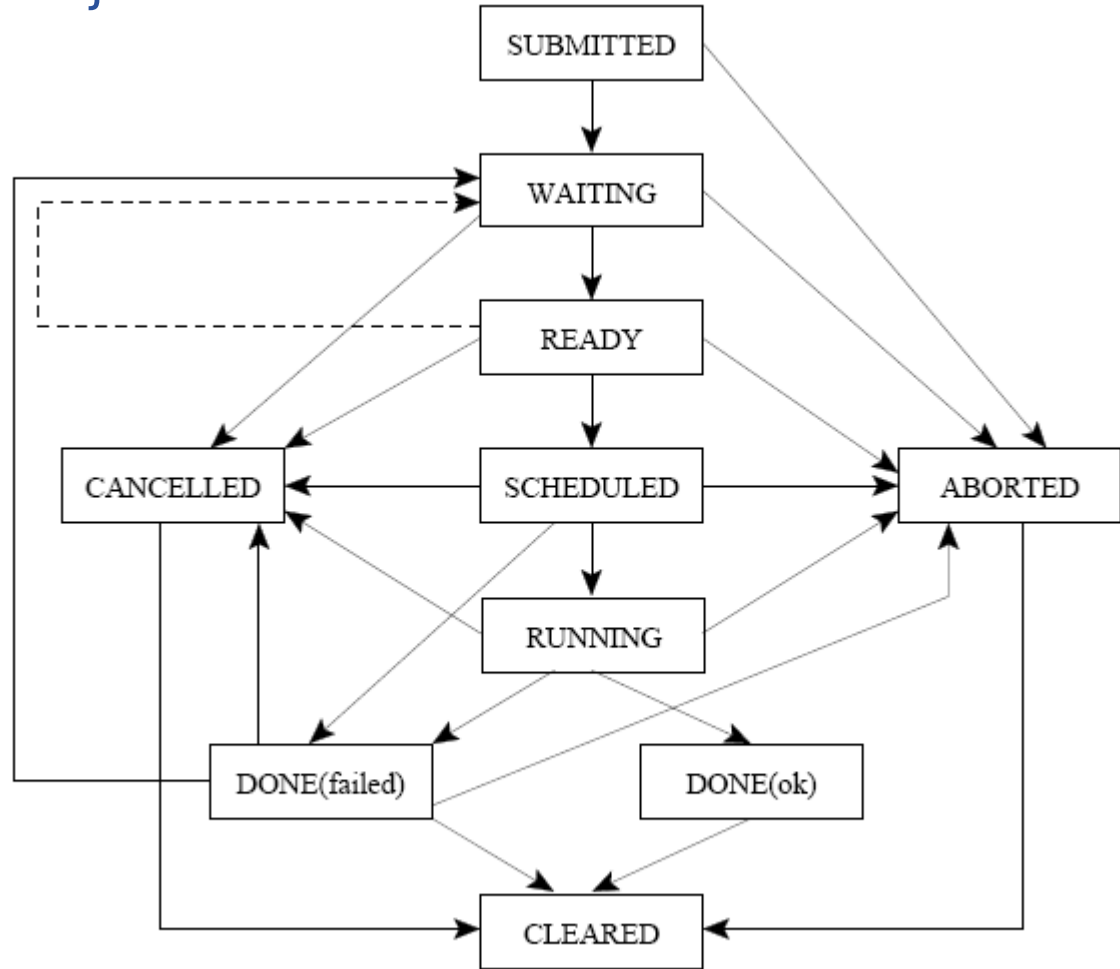 SUBMITTED
WAITING
READY
CANCELLED
SCHEDULED
ABORTED
RUNNING
DONE(failed)
DONE(ok)
CLEARED